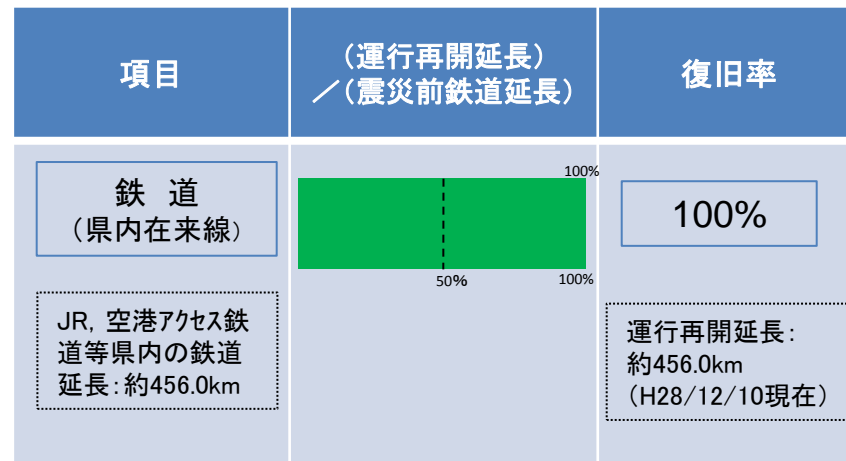 項目
（運行再開延長）
／（震災前鉄道延長）
復旧率
鉄 道
（県内在来線）
100%
50%
100%
100%
JR，空港アクセス鉄
道等県内の鉄道
延長：約456.0km
運行再開延長：
約456.0km
（H28/12/10現在）